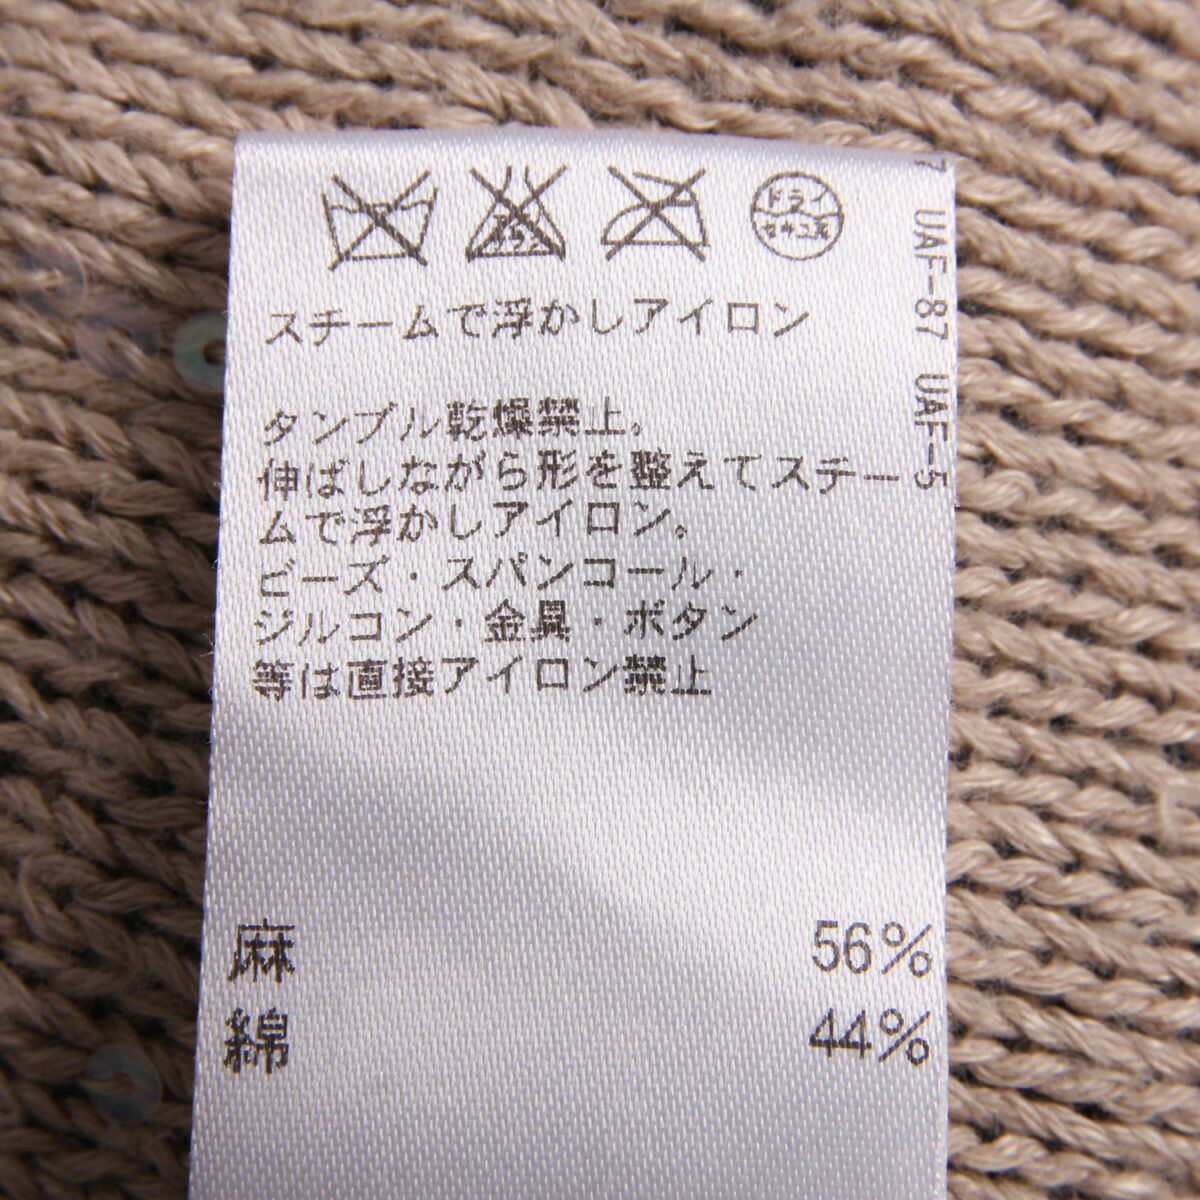 ドライ
セキユ系
スチームで浮かしアイロン
タンブル乾燥禁止。
伸ばしながら形を整えてスチー
ムで浮かしアイロン。
ビーズ・スパンコール・
ジルコン・金具・ボタン
等は直接アイロン禁止
麻 56%
綿 44%
7 UAF-87 UAF-5